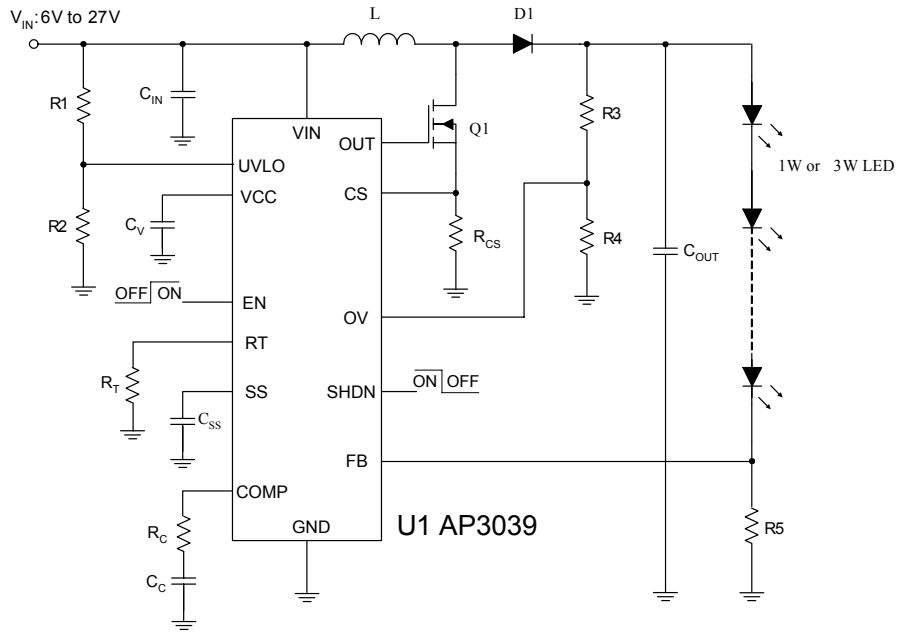 V_IN: 6V to 27V
L
D1
R1
C_IN
VIN
OUT
Q1
R3
1W or 3W LED
UVLO
VCC
CS
R2
C_V
R_CS
R4
C_OUT
OFF ON
EN
OV
RT
R_T
SS
SHDN
ON OFF
C_SS
FB
COMP
GND
U1 AP3039
R_C
R5
C_C